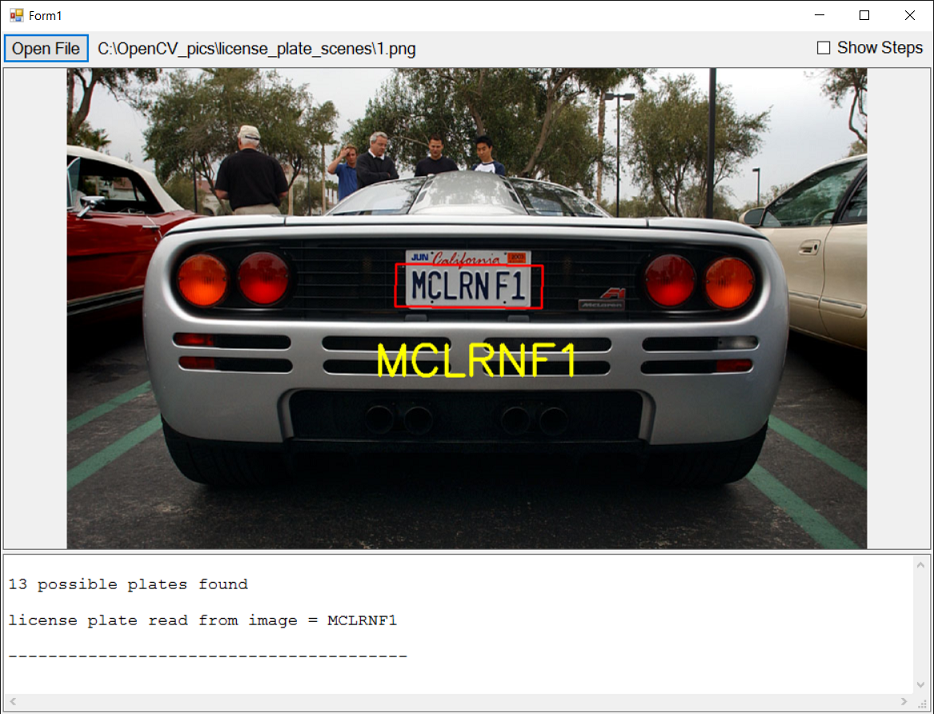 Form1
Open File C:\OpenCV_pics\license_plate_scenes\1.png Show Steps
JUN California
MCLRN F1
McLaren
MCLRNF1
13 possible plates found
license plate read from image = MCLRNF1
----------------------------------------